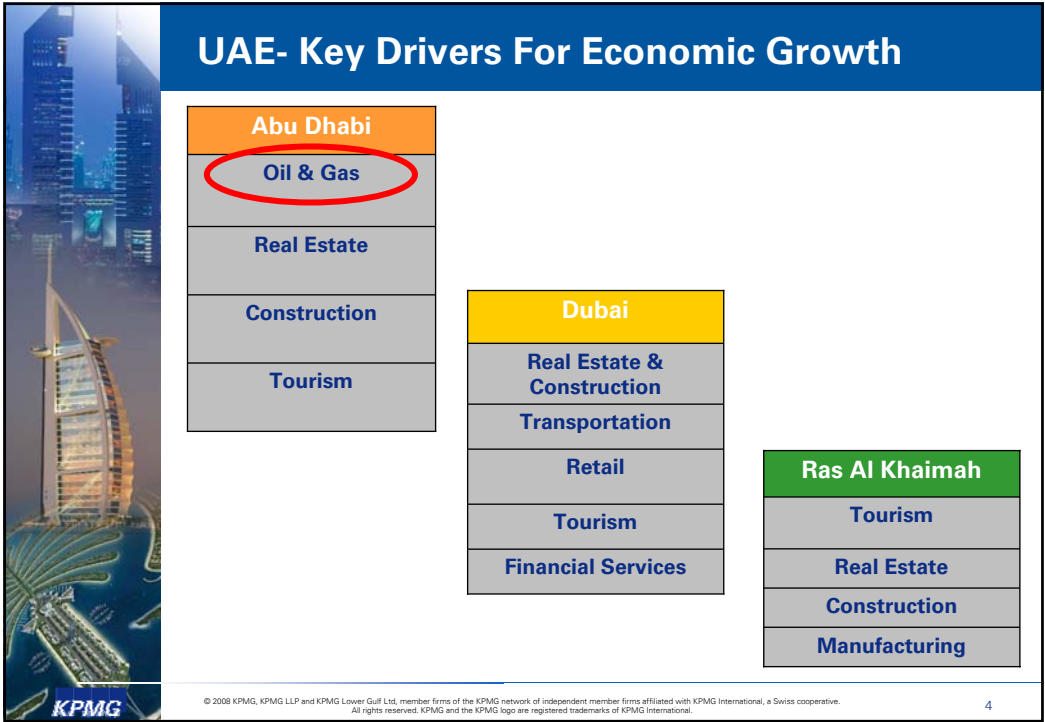 UAE- Key Drivers For Economic Growth
Abu Dhabi
Oil & Gas
Real Estate
Construction
Tourism
Dubai
Real Estate &
Construction
Transportation
Retail
Tourism
Financial Services
Ras Al Khaimah
Tourism
Real Estate
Construction
Manufacturing
KPMG
© 2008 KPMG, KPMG LLP and KPMG Lower Gulf Ltd, member firms of the KPMG network of independent member firms affiliated with KPMG International, a Swiss cooperative.
All rights reserved. KPMG and the KPMG logo are registered trademarks of KPMG International.
4